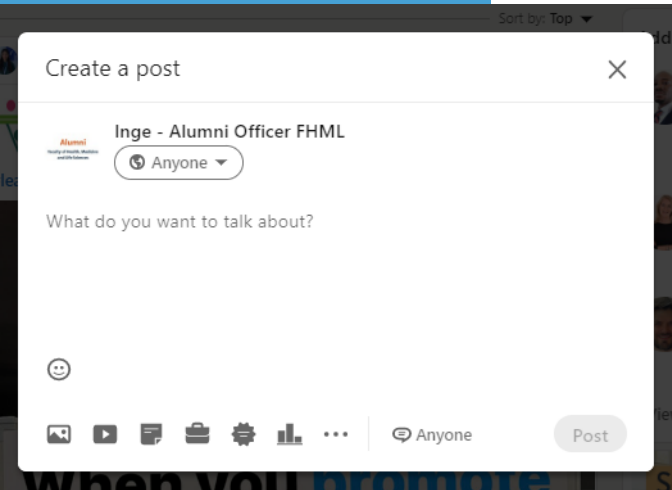 Sort by: Top
Create a post
Alumni
Faculty of Health, Medicine
and Life Sciences
Inge - Alumni Officer FHML
Anyone
What do you want to talk about?
Anyone
Post
When you promote